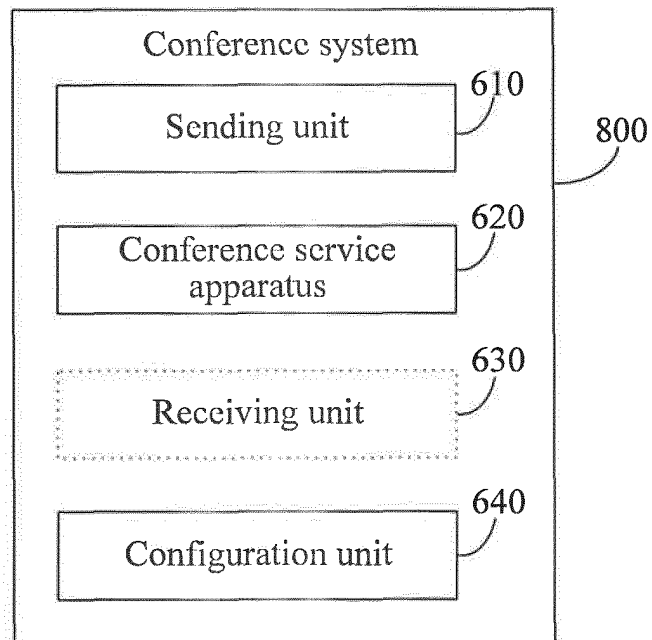 Conference system
610
Sending unit
800
620
Conference service
apparatus
630
Receiving unit
640
Configuration unit